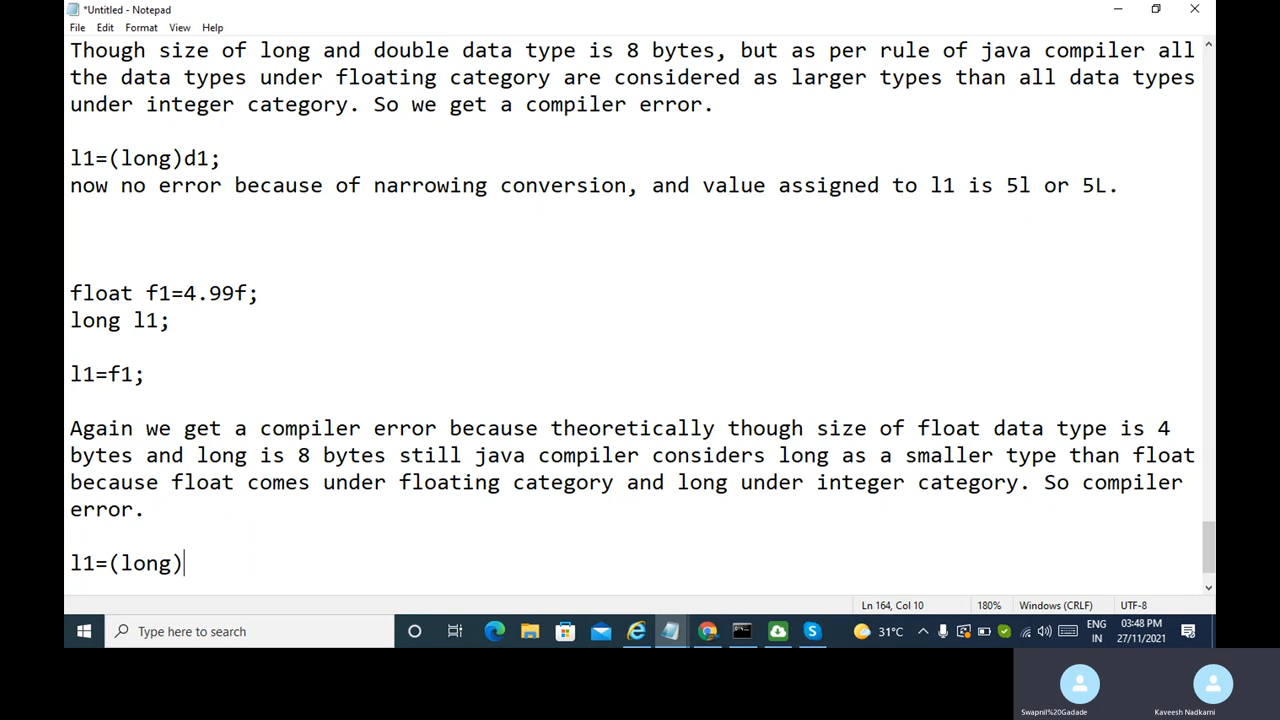 *Untitled - Notepad
File Edit Format View Help
Though size of long and double data type is 8 bytes, but as per rule of java compiler all
the data types under floating category are considered as larger types than all data types
under integer category. So we get a compiler error.
l1=(long)d1;
now no error because of narrowing conversion, and value assigned to l1 is 5l or 5L.
float f1=4.99f;
long l1;
l1=f1;
Again we get a compiler error because theoretically though size of float data type is 4
bytes and long is 8 bytes still java compiler considers long as a smaller type than float
because float comes under floating category and long under integer category. So compiler
error.
l1=(long)
Ln 164, Col 10 180% Windows (CRLF) UTF-8
Type here to search
31°C
ENG
IN
03:48 PM
27/11/2021
Swapnil%20Gadade
Kaveesh Nadkarni